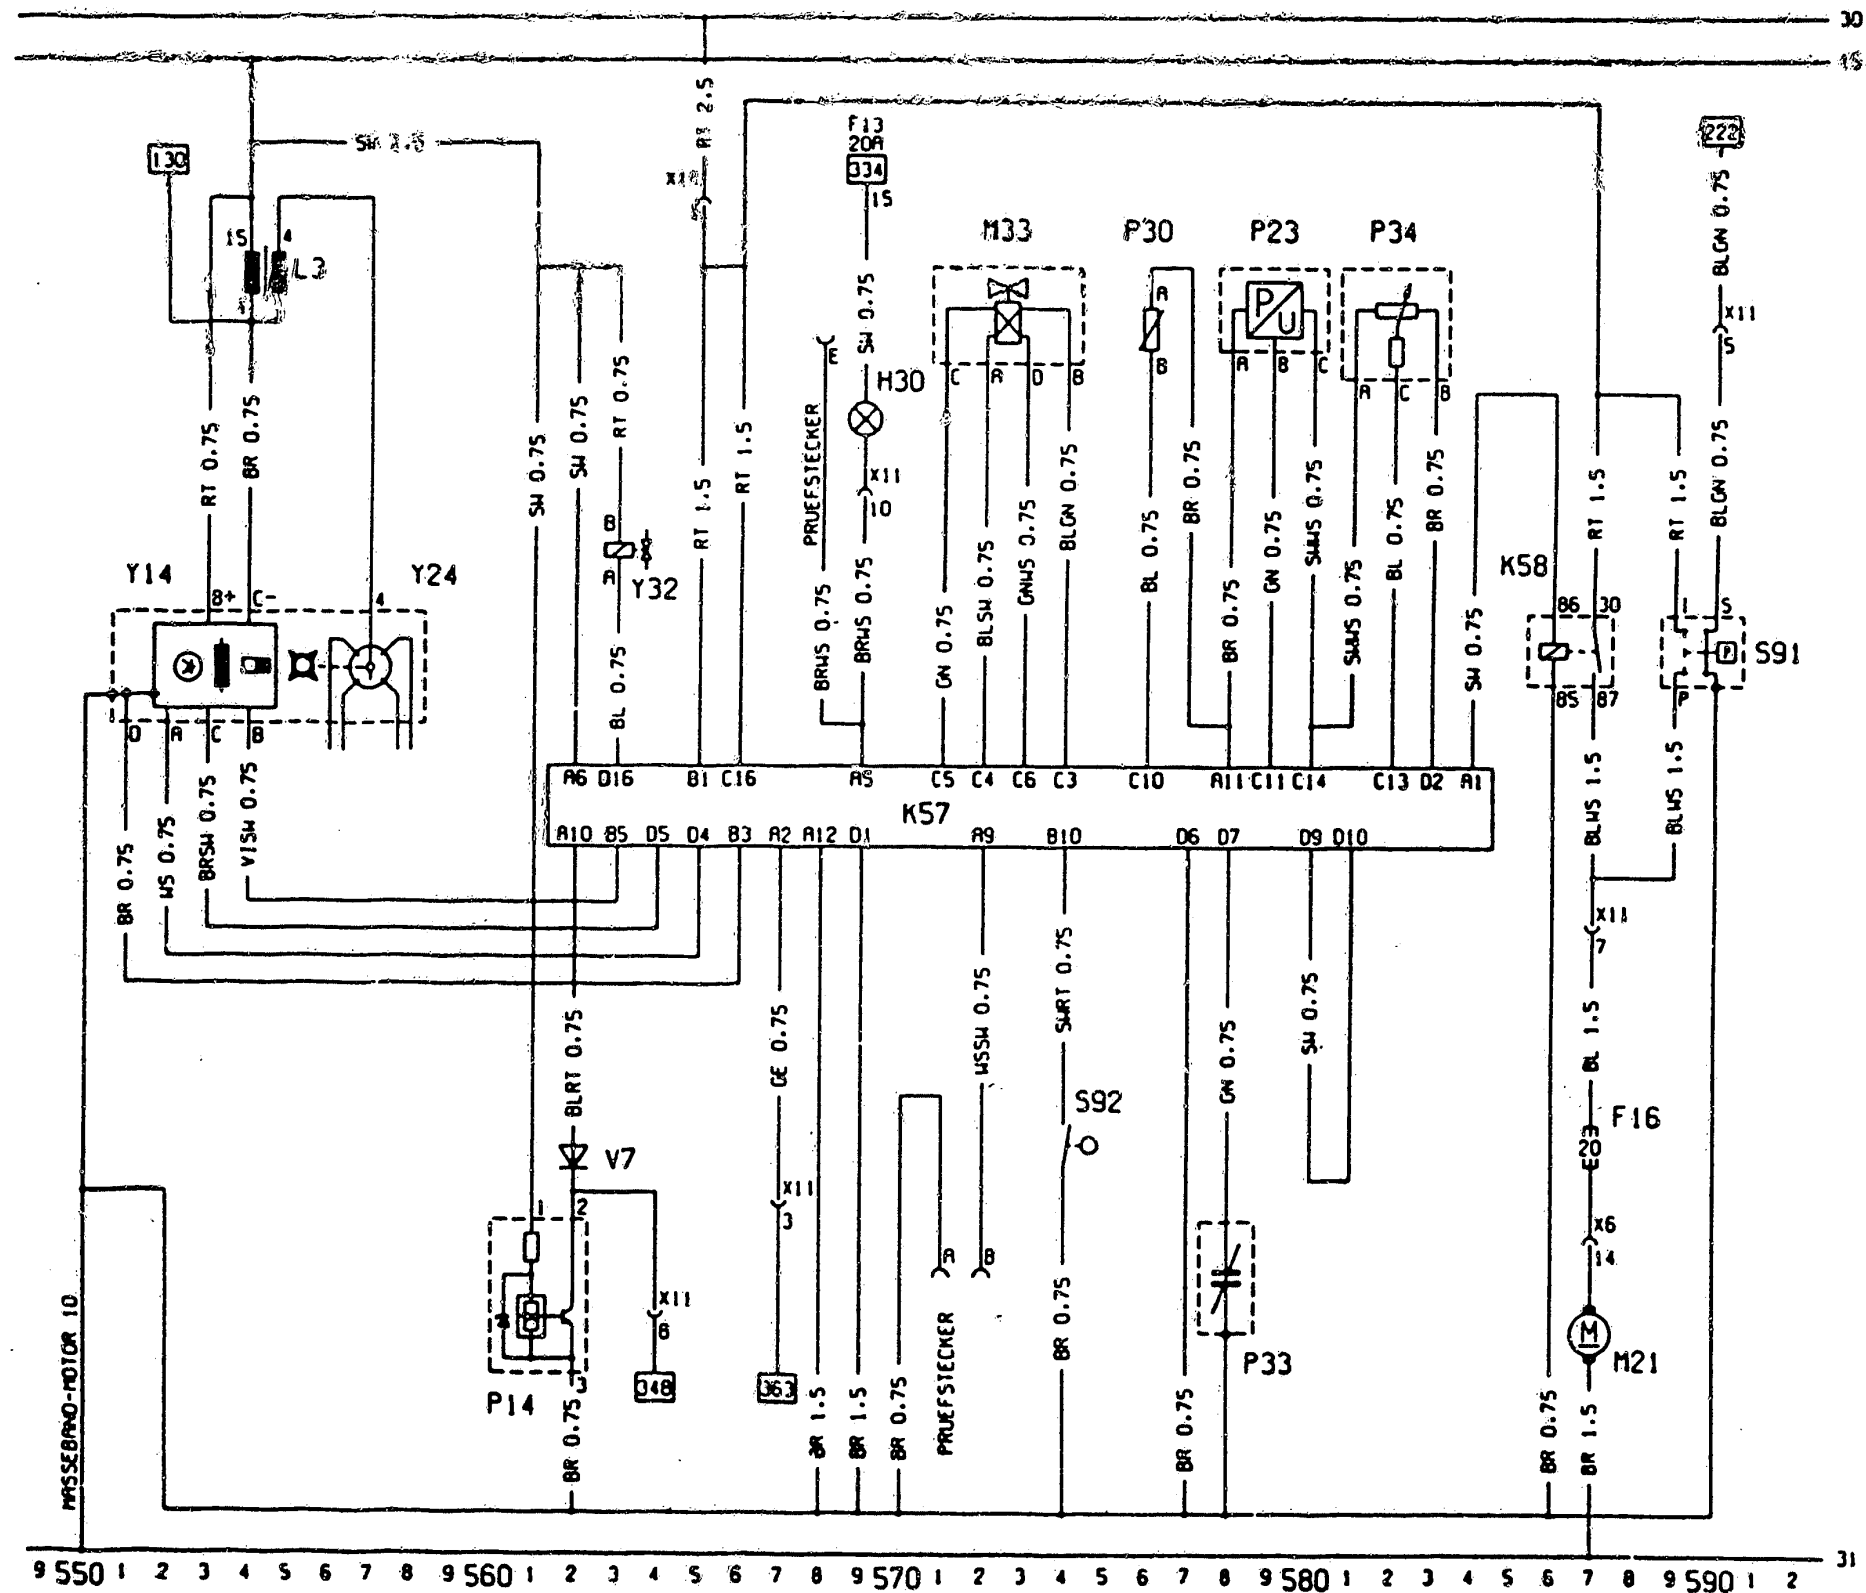 30
15
RT 2.5
F13
20A
334
15
222
130
BLGN 0.75
15
4
L3
M33
P30
P23
P34
SW 0.75
X11
5
A
B
A
B
C
C
A
D
B
A
C
B
E
H30
PRUEFSTECKER
X11
10
RT 0.75
BR 0.75
SW 0.75
SW 0.75
RT 0.75
RT 1.5
RT 1.5
BRWS 0.75
BRWS 0.75
GN 0.75
BLSW 0.75
GNWS 0.75
BLGN 0.75
BL 0.75
BR 0.75
BR 0.75
GN 0.75
SWWS 0.75
SWWS 0.75
BL 0.75
BR 0.75
SW 0.75
RT 1.5
RT 1.5
BLGN 0.75
Y14
Y24
B
A
Y32
BL 0.75
K58
B+
C-
4
86
30
S
S91
85
87
P
D
A
C
B
A6
D16
B1
C16
A5
C5
C4
C6
C3
C10
A11
C11
C14
C13
D2
A1
K57
A10
B5
D5
D4
B3
A2
A12
D1
A9
B10
D6
D7
D9
D10
BR 0.75
WS 0.75
BRSW 0.75
VISW 0.75
BLWS 1.5
BLWS 1.5
X11
7
BLRT 0.75
GE 0.75
WSSW 0.75
SWRT 0.75
GN 0.75
SW 0.75
BL 1.5
S92
F16
V7
X11
3
1
2
A
B
X6
14
X11
8
M
M21
P33
3
P14
348
363
MASSEBAND-MOTOR 10
BR 0.75
BR 1.5
BR 1.5
BR 0.75
PRUEFSTECKER
BR 0.75
BR 0.75
BR 0.75
BR 1.5
31
9 550 1 2 3 4 5 6 7 8 9 560 1 2 3 4 5 6 7 8 9 570 1 2 3 4 5 6 7 8 9 580 1 2 3 4 5 6 7 8 9 590 1 2